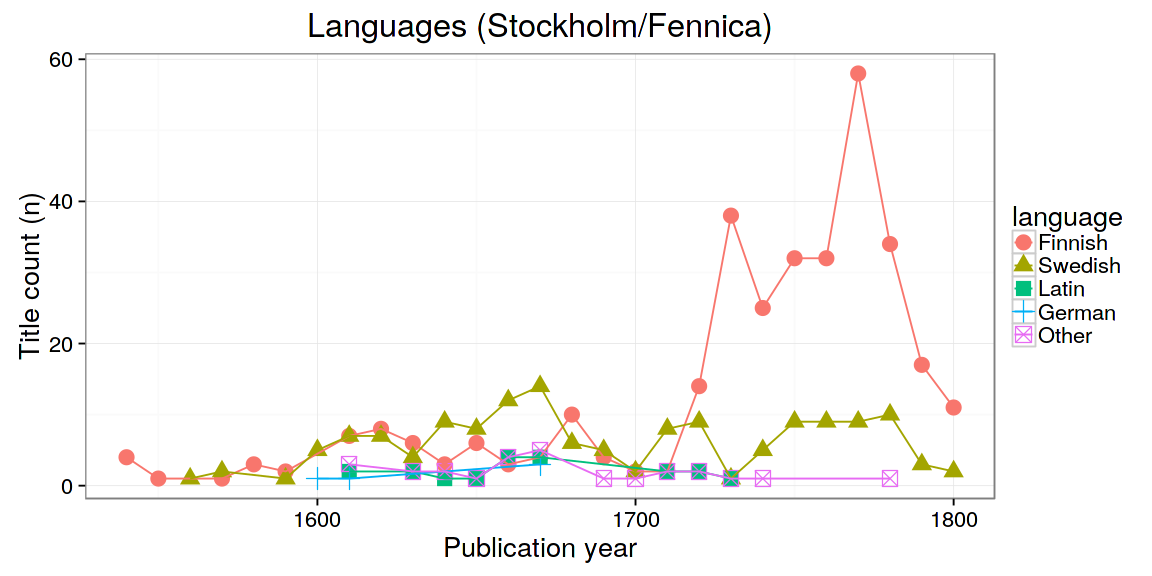 Languages (Stockholm/Fennica)
60
40
20
0
Title count (n)
1600
1700
1800
Publication year
language
Finnish
Swedish
Latin
German
Other